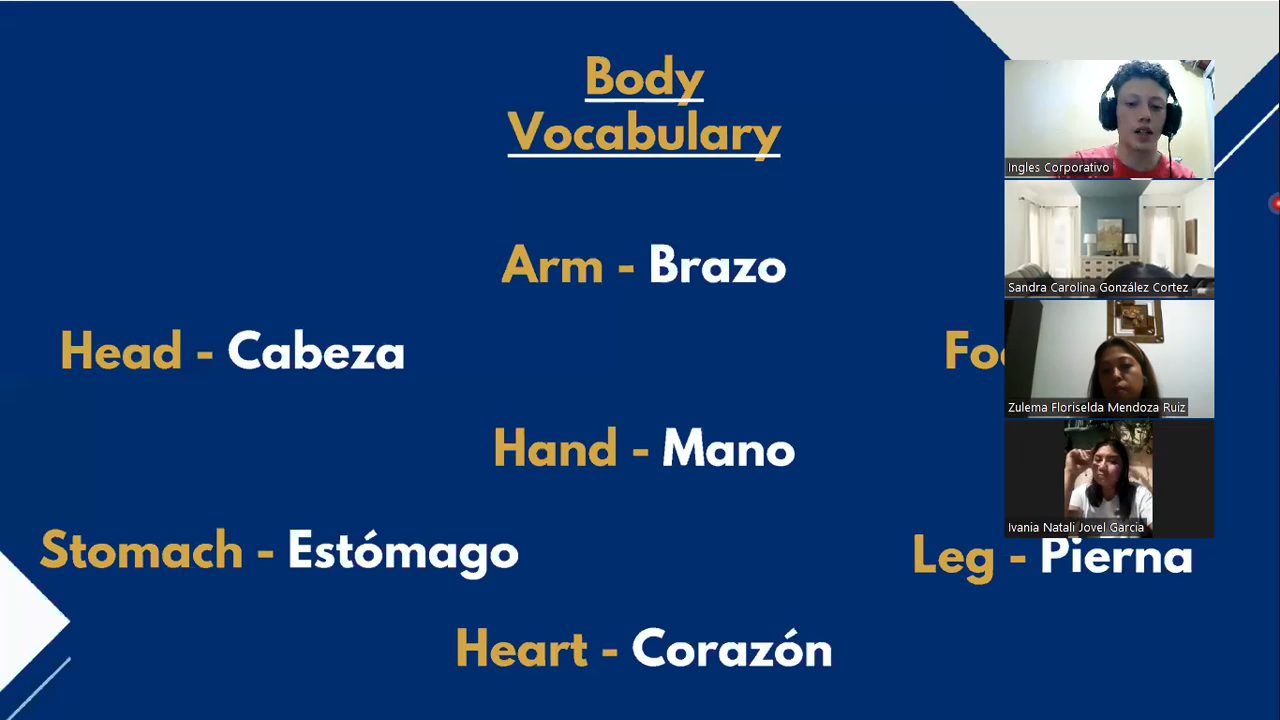 Body
Vocabulary
Arm - Brazo
Head - Cabeza
Hand - Mano
Stomach - Estómago
Leg - Pierna
Heart - Corazón
Ingles Corporativo
Sandra Carolina González Cortez
Zulema Floriselda Mendoza Ruiz
Ivania Natali Jovel Garcia